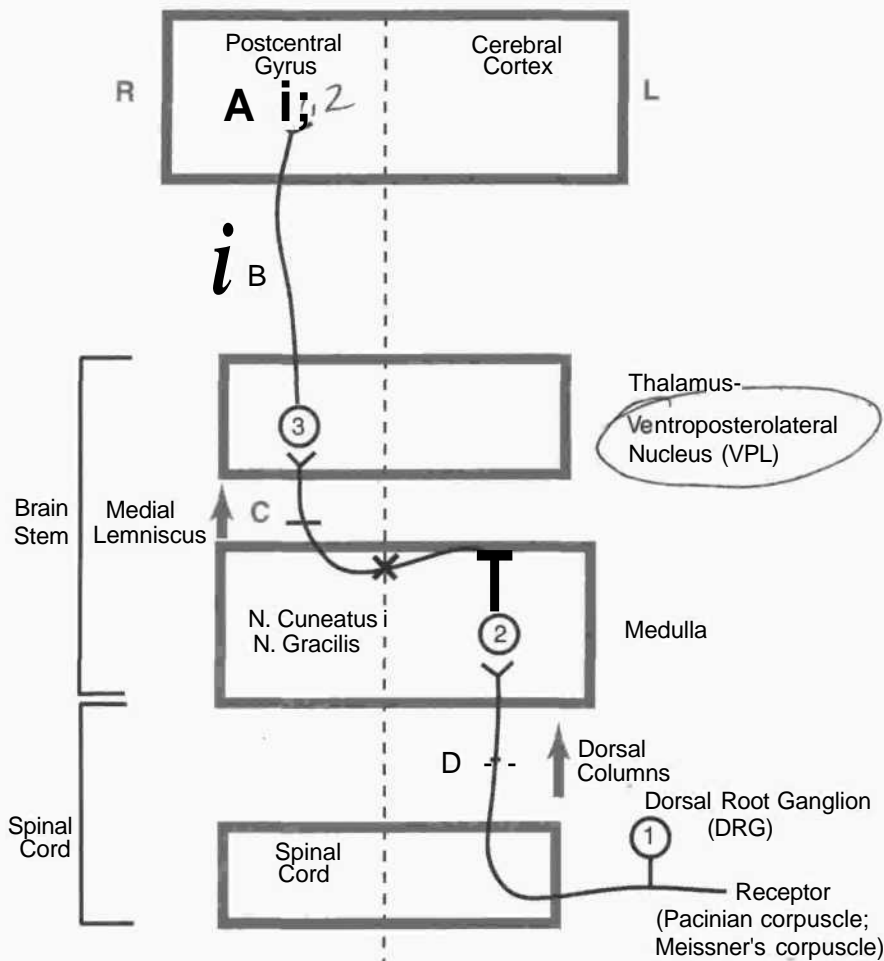 Postcentral
Gyrus
Cerebral
Cortex
R
A i;,2
L
i B
Thalamus-
Ventroposterolateral
Nucleus (VPL)
3
Brain
Stem
Medial
Lemniscus
C
N. Cuneatus i
N. Gracilis
T
2
Medulla
D
Dorsal
Columns
Dorsal Root Ganglion
(DRG)
1
Spinal
Cord
Spinal
Cord
Receptor
(Pacinian corpuscle;
Meissner's corpuscle)